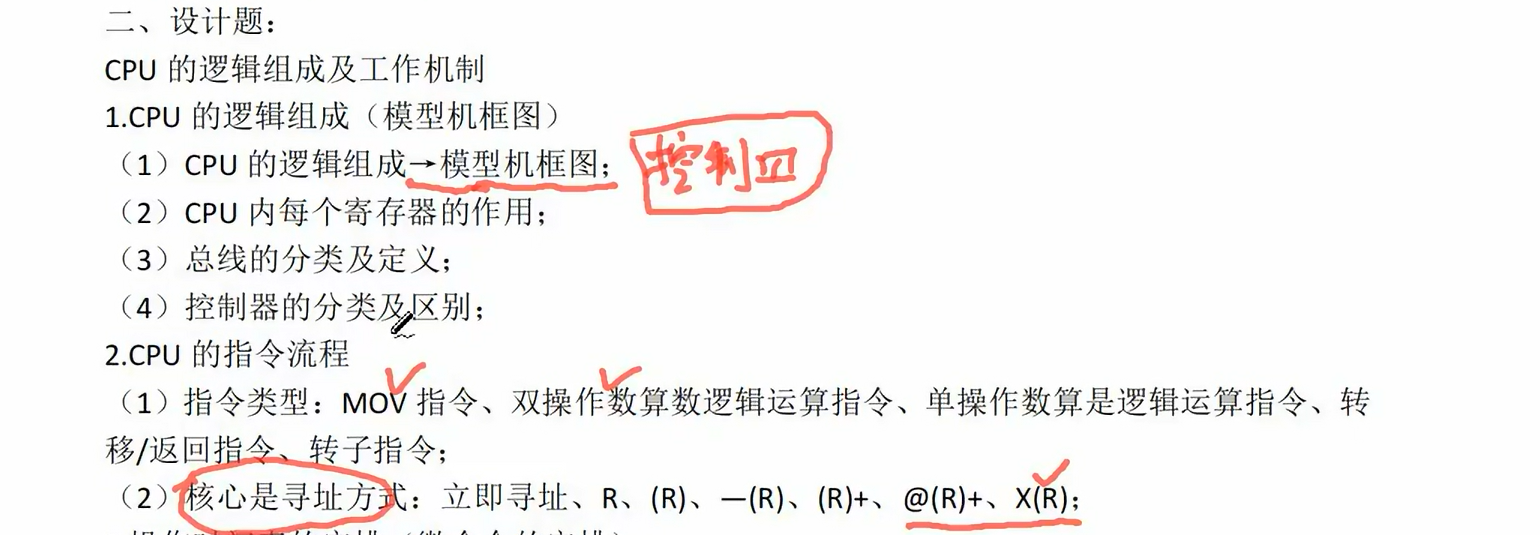 二、设计题：
CPU 的逻辑组成及工作机制
1.CPU 的逻辑组成（模型机框图）
（1）CPU 的逻辑组成→模型机框图； 控制
（2）CPU 内每个寄存器的作用；
（3）总线的分类及定义；
（4）控制器的分类及区别；
2.CPU 的指令流程
（1）指令类型：MOV 指令、双操作数算数逻辑运算指令、单操作数算是逻辑运算指令、转
移/返回指令、转子指令；
（2）核心是寻址方式：立即寻址、R、(R)、—(R)、(R)+、@(R)+、X(R)；